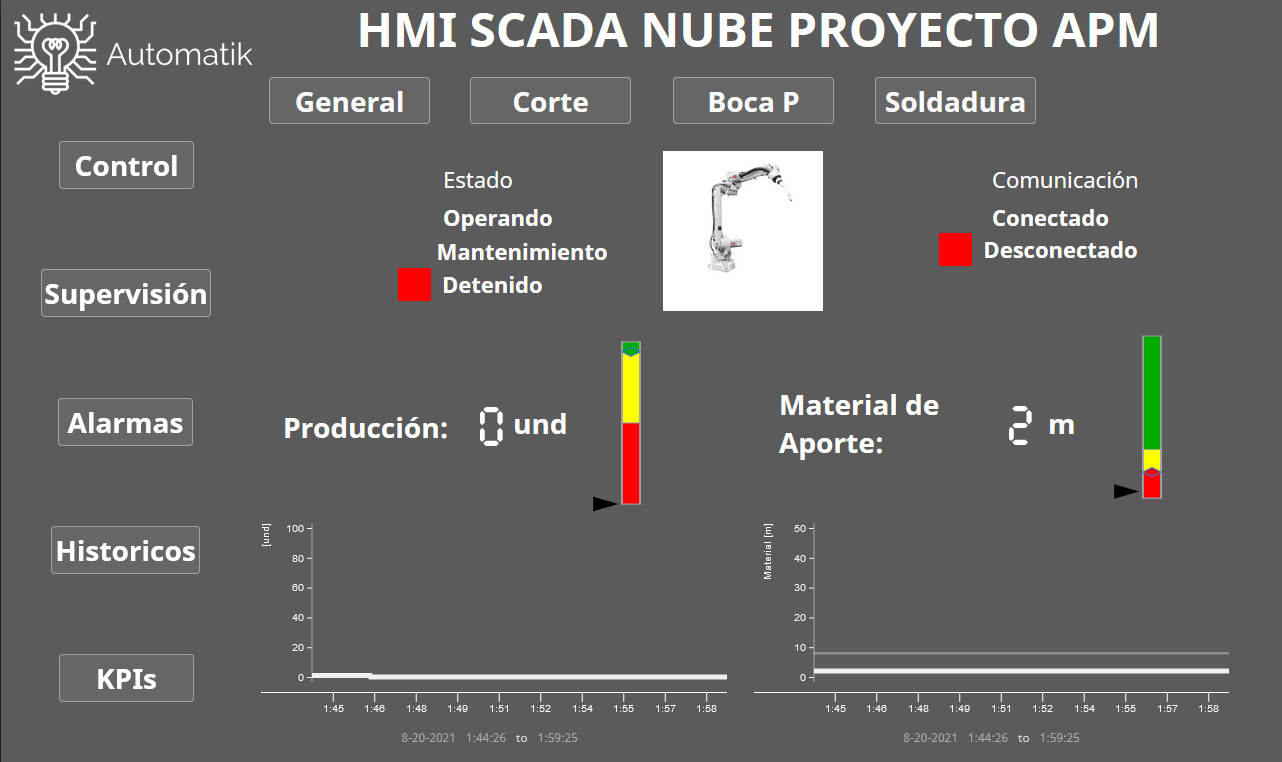 HMI SCADA NUBE PROYECTO APM
Automatik
General
Corte
Boca P
Soldadura
Control
Supervisión
Alarmas
Historicos
KPIs
Estado
Operando
Mantenimiento
Detenido
Comunicación
Conectado
Desconectado
Producción: 0 und
Material de
Aporte: 2 m
[und]
100
80
60
40
20
0
1:45 1:46 1:48 1:49 1:51 1:52 1:54 1:55 1:57 1:58
8-20-2021 1:44:26 to 1:59:25
Material [m]
50
40
30
20
10
0
1:45 1:46 1:48 1:49 1:51 1:52 1:54 1:55 1:57 1:58
8-20-2021 1:44:26 to 1:59:25